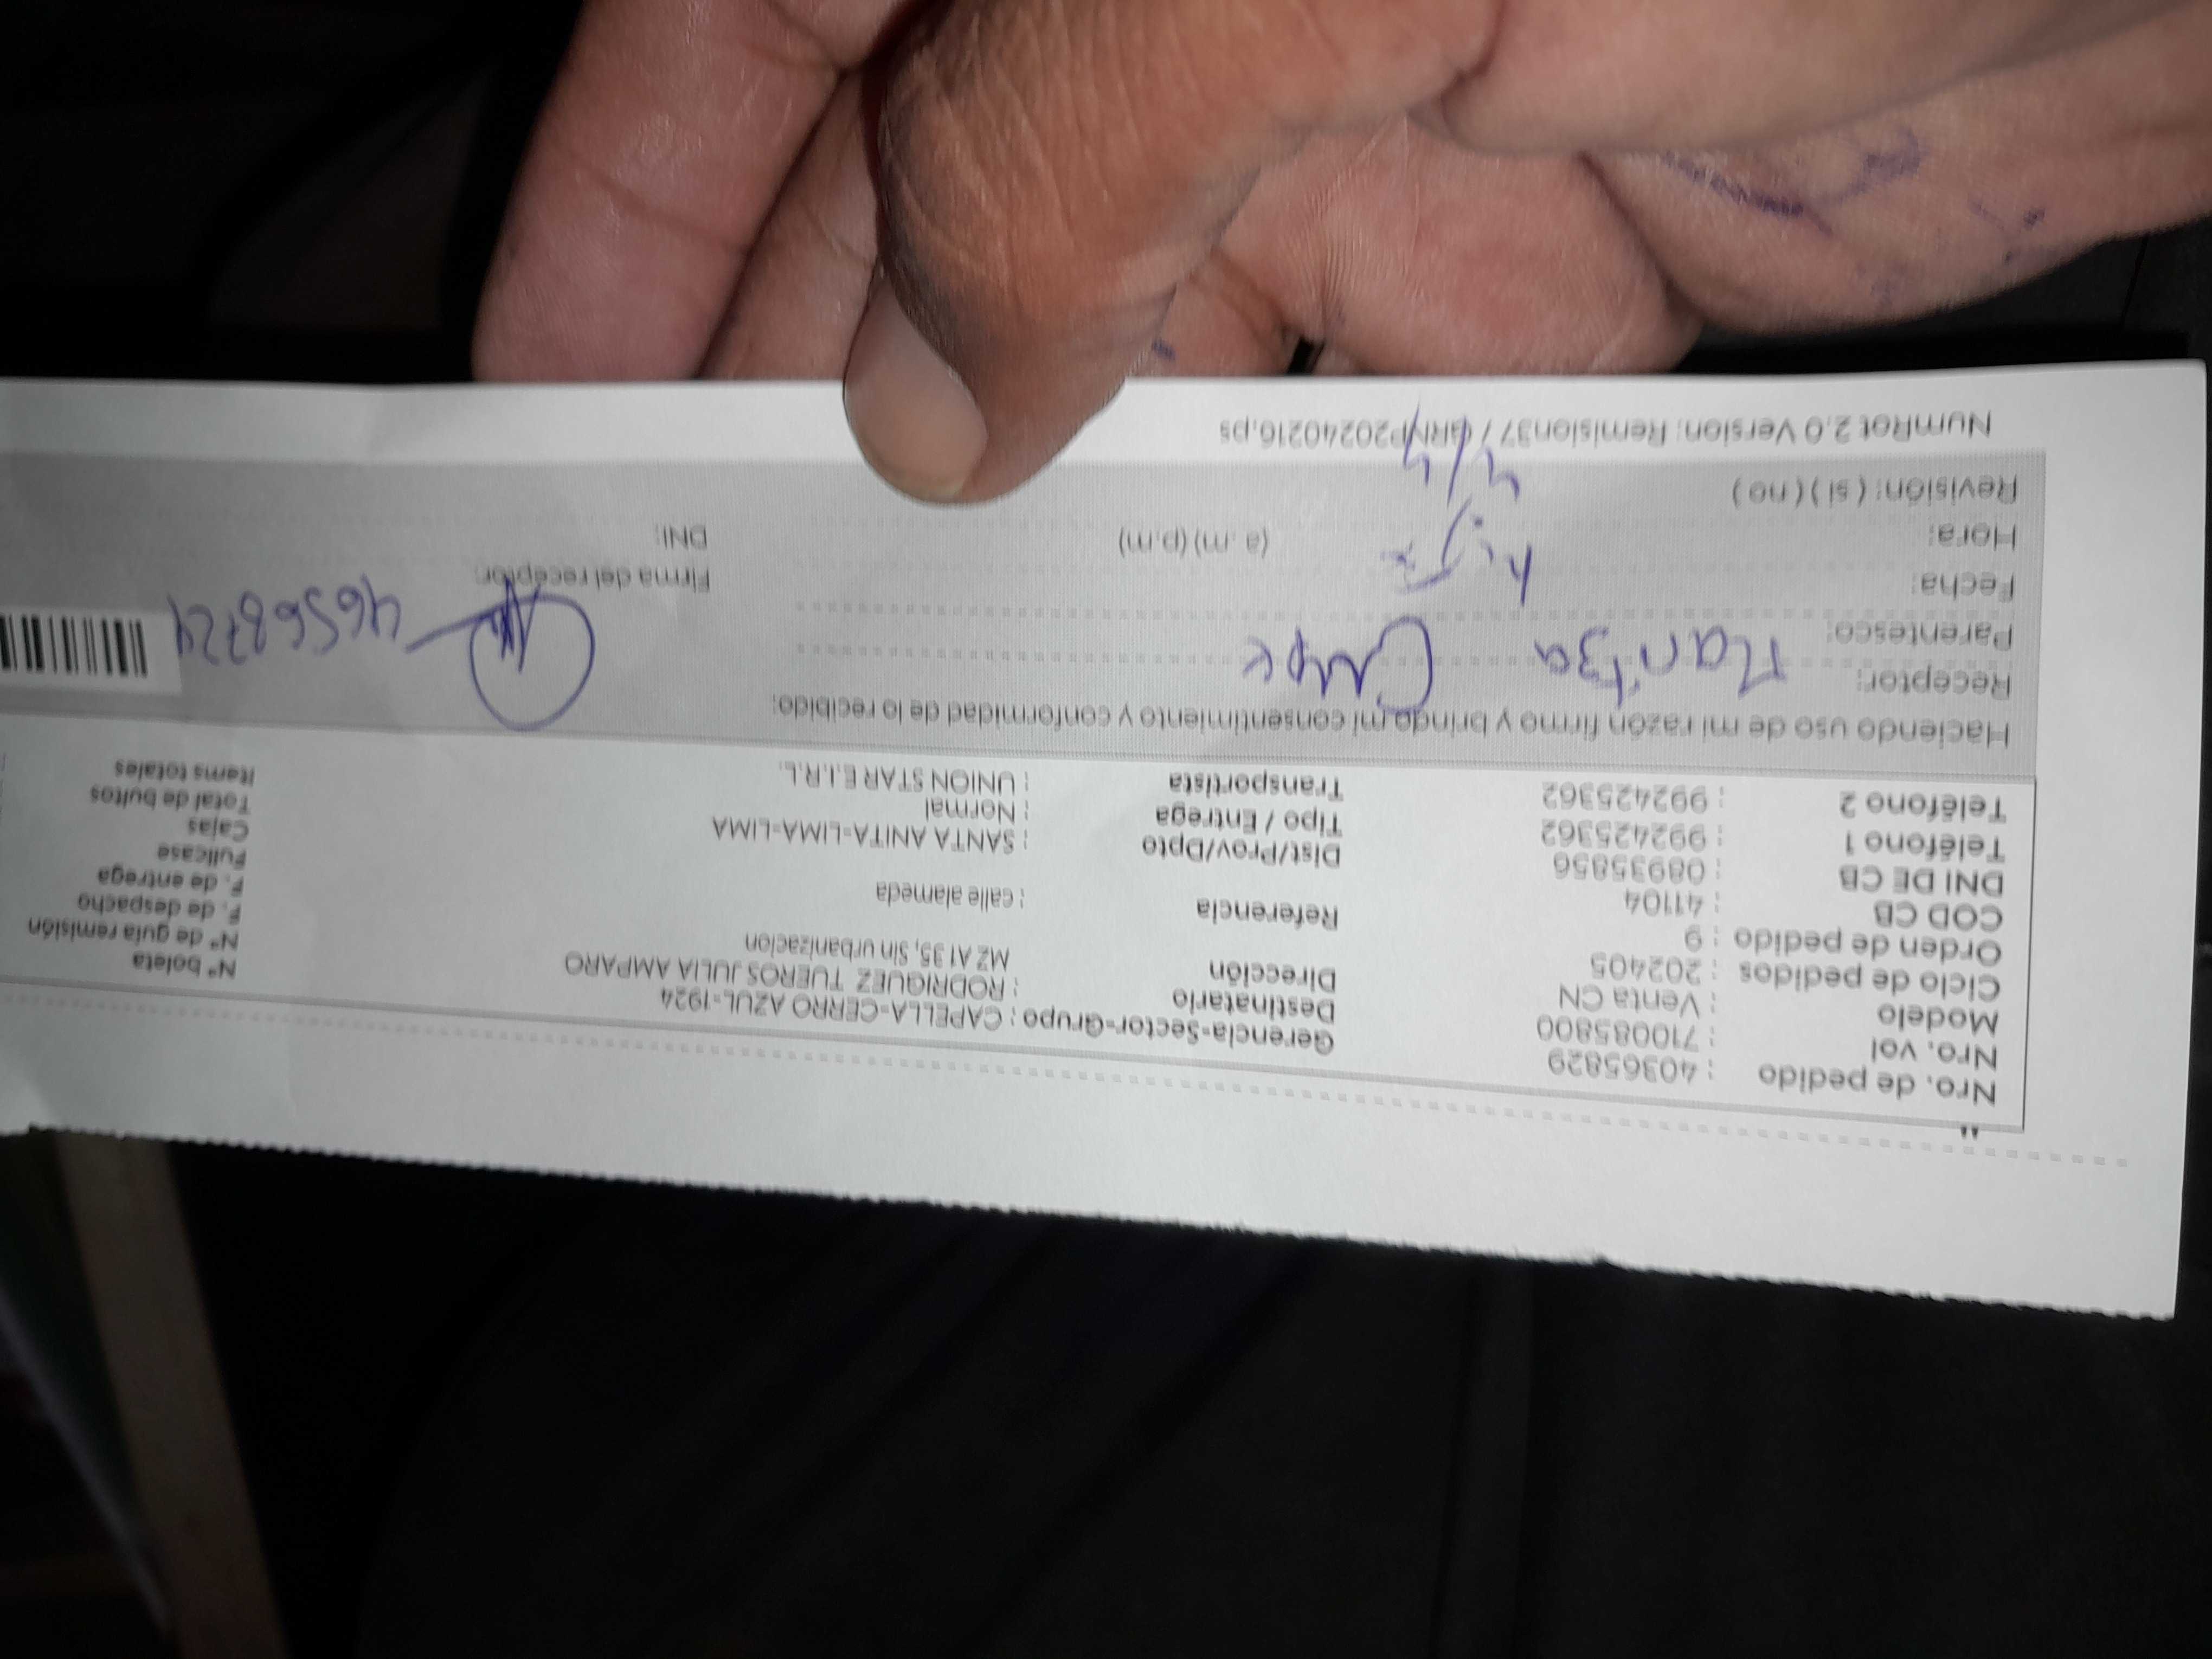 Nro. de pedido : 40365829
Nro. vol : 710085800
Modelo : Venta CN
Ciclo de pedidos : 202405
Orden de pedido : 9
COD CB : 41104
DNI DE CB : 08935856
Teléfono 1 : 992425362
Teléfono 2 : 992425362
Gerencia-Sector-Grupo : CAPELLA-CERRO AZUL-1924
Destinatario : RODRIGUEZ TUEROS JULIA AMPARO
Dirección MZ A1 35, Sin urbanizacion
Referencia : calle alameda
Dist/Prov/Dpto : SANTA ANITA-LIMA-LIMA
Tipo / Entrega : Normal
Transportista : UNION STAR E.I.R.L.
N° boleta
N° de guia remisión
F. de despacho
F. de entrega
Fullcase
Cajas
Total de bultos
Items totales
Haciendo uso de mi razón firmo y brindo mi consentimiento y conformidad de lo recibido:
Receptor: Maritza
Parentesco:
Fecha:
Hora: (a .m) (p.m)
Revisión: ( si ) ( no )
46568724
Firma del receptor:
DNI:
NumRot 2.0 Version: Remision37 / GRNP20240216.ps